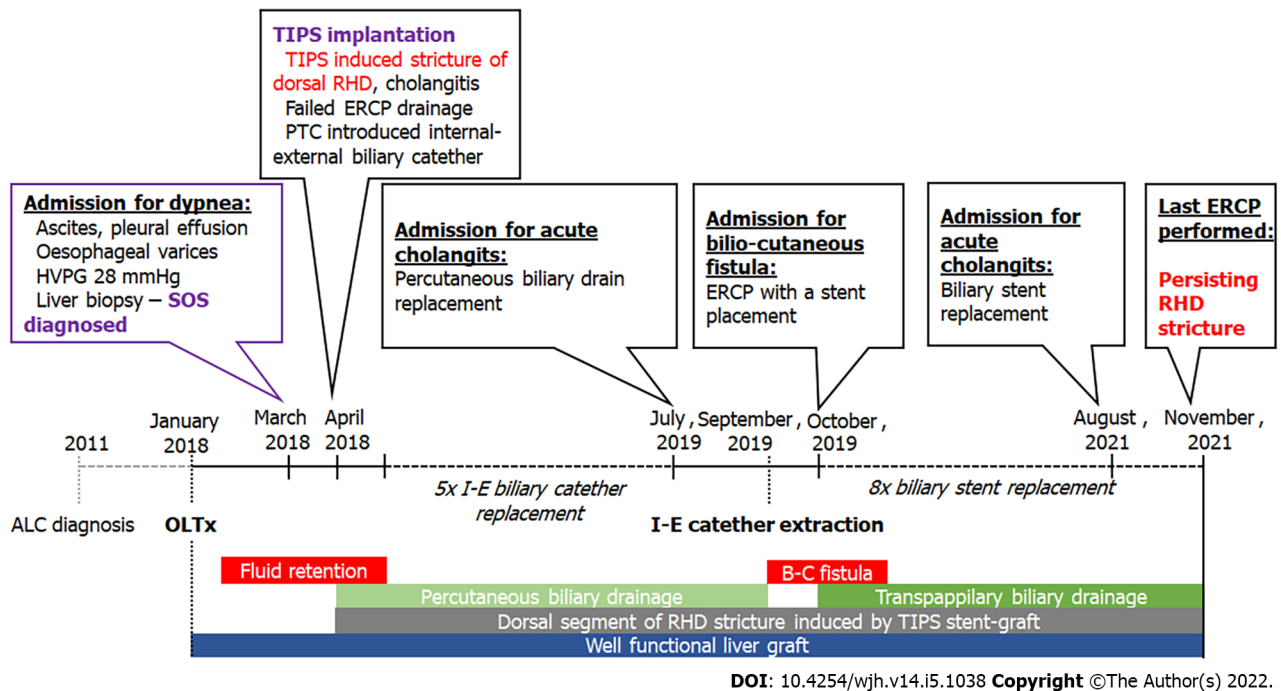 TIPS implantation
TIPS induced stricture of
dorsal RHD, cholangitis
Failed ERCP drainage
PTC introduced internal-
external biliary catether
Admission for dypnea:
Ascites, pleural effusion
Oesophageal varices
HVPG 28 mmHg
Liver biopsy – SOS
diagnosed
Admission for acute
cholangits:
Percutaneous biliary drain
replacement
Admission for
bilio-cutaneous
fistula:
ERCP with a stent
placement
Admission for
acute
cholangits:
Biliary stent
replacement
Last ERCP
performed:
Persisting
RHD
stricture
2011
January
2018
March
2018
April
2018
July,
2019
September,
2019
October,
2019
August,
2021
November,
2021
5x I-E biliary catether
replacement
8x biliary stent replacement
ALC diagnosis
OLTx
I-E catether extraction
Fluid retention
B-C fistula
Percutaneous biliary drainage
Transpappilary biliary drainage
Dorsal segment of RHD stricture induced by TIPS stent-graft
Well functional liver graft
DOI: 10.4254/wjh.v14.i5.1038 Copyright ©The Author(s) 2022.